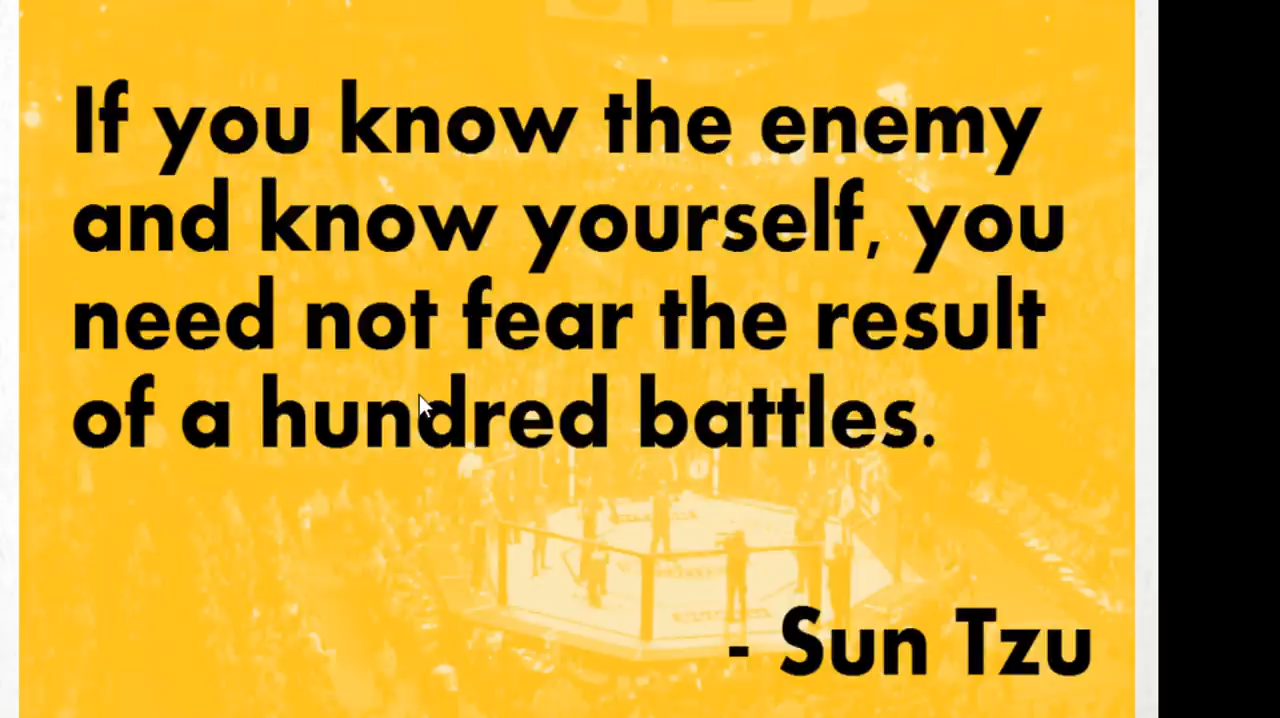 If you know the enemy
and know yourself, you
need not fear the result
of a hundred battles.
- Sun Tzu